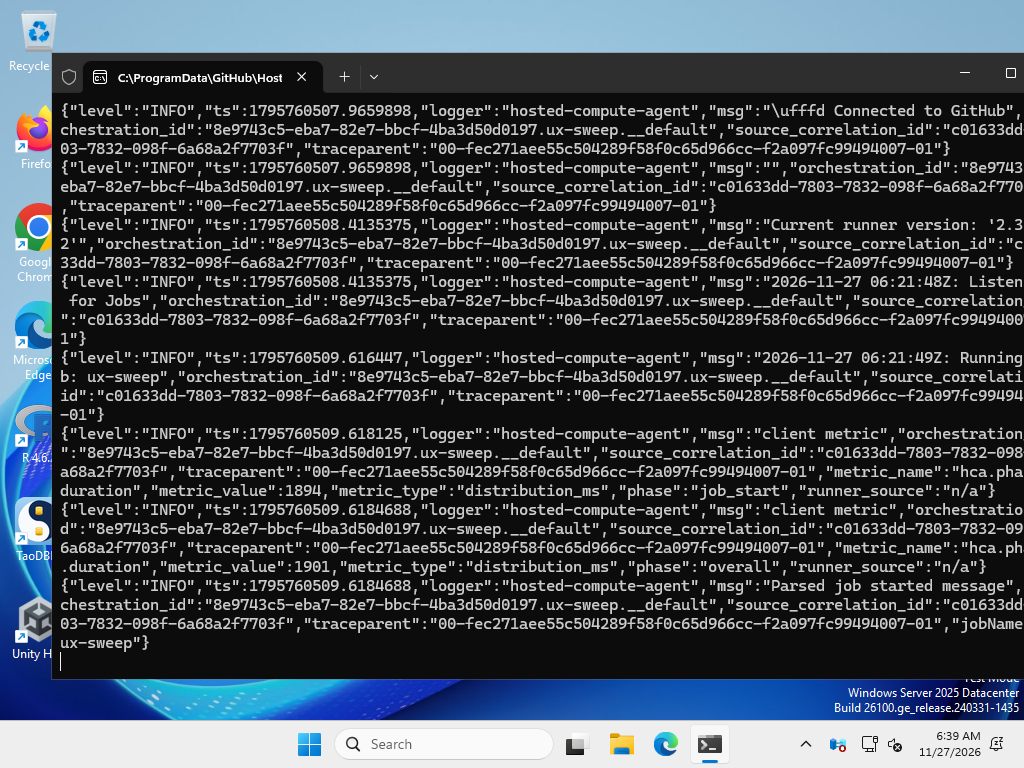 Recycle
Firefo
Googl
Chrom
Micros
Edge
R 4.6.
TaoDB
Unity H
C:\ProgramData\GitHub\Host
{"level":"INFO","ts":1795760507.9659898,"logger":"hosted-compute-agent","msg":"\ufffd Connected to GitHub",
chestration_id":"8e9743c5-eba7-82e7-bbcf-4ba3d50d0197.ux-sweep.__default","source_correlation_id":"c01633dd
03-7832-098f-6a68a2f7703f","traceparent":"00-fec271aee55c504289f58f0c65d966cc-f2a097fc99494007-01"}
{"level":"INFO","ts":1795760507.9659898,"logger":"hosted-compute-agent","msg":"","orchestration_id":"8e9743
eba7-82e7-bbcf-4ba3d50d0197.ux-sweep.__default","source_correlation_id":"c01633dd-7803-7832-098f-6a68a2f770
,"traceparent":"00-fec271aee55c504289f58f0c65d966cc-f2a097fc99494007-01"}
{"level":"INFO","ts":1795760508.4135375,"logger":"hosted-compute-agent","msg":"Current runner version: '2.3
2'","orchestration_id":"8e9743c5-eba7-82e7-bbcf-4ba3d50d0197.ux-sweep.__default","source_correlation_id":"c
33dd-7803-7832-098f-6a68a2f7703f","traceparent":"00-fec271aee55c504289f58f0c65d966cc-f2a097fc99494007-01"}
{"level":"INFO","ts":1795760508.4135375,"logger":"hosted-compute-agent","msg":"2026-11-27 06:21:48Z: Listen
for Jobs","orchestration_id":"8e9743c5-eba7-82e7-bbcf-4ba3d50d0197.ux-sweep.__default","source_correlation
":"c01633dd-7803-7832-098f-6a68a2f7703f","traceparent":"00-fec271aee55c504289f58f0c65d966cc-f2a097fc9949400
1"}
{"level":"INFO","ts":1795760509.616447,"logger":"hosted-compute-agent","msg":"2026-11-27 06:21:49Z: Running
b: ux-sweep","orchestration_id":"8e9743c5-eba7-82e7-bbcf-4ba3d50d0197.ux-sweep.__default","source_correlati
id":"c01633dd-7803-7832-098f-6a68a2f7703f","traceparent":"00-fec271aee55c504289f58f0c65d966cc-f2a097fc99494
-01"}
{"level":"INFO","ts":1795760509.618125,"logger":"hosted-compute-agent","msg":"client metric","orchestration
":"8e9743c5-eba7-82e7-bbcf-4ba3d50d0197.ux-sweep.__default","source_correlation_id":"c01633dd-7803-7832-098
a68a2f7703f","traceparent":"00-fec271aee55c504289f58f0c65d966cc-f2a097fc99494007-01","metric_name":"hca.pha
duration","metric_value":1894,"metric_type":"distribution_ms","phase":"job_start","runner_source":"n/a"}
{"level":"INFO","ts":1795760509.6184688,"logger":"hosted-compute-agent","msg":"client metric","orchestratio
d":"8e9743c5-eba7-82e7-bbcf-4ba3d50d0197.ux-sweep.__default","source_correlation_id":"c01633dd-7803-7832-09
6a68a2f7703f","traceparent":"00-fec271aee55c504289f58f0c65d966cc-f2a097fc99494007-01","metric_name":"hca.ph
.duration","metric_value":1901,"metric_type":"distribution_ms","phase":"overall","runner_source":"n/a"}
{"level":"INFO","ts":1795760509.6184688,"logger":"hosted-compute-agent","msg":"Parsed job started message",
chestration_id":"8e9743c5-eba7-82e7-bbcf-4ba3d50d0197.ux-sweep.__default","source_correlation_id":"c01633dd
03-7832-098f-6a68a2f7703f","traceparent":"00-fec271aee55c504289f58f0c65d966cc-f2a097fc99494007-01","jobName
ux-sweep"}
Test Mode
Windows Server 2025 Datacenter
Build 26100.ge_release.240331-1435
Search
6:39 AM
11/27/2026